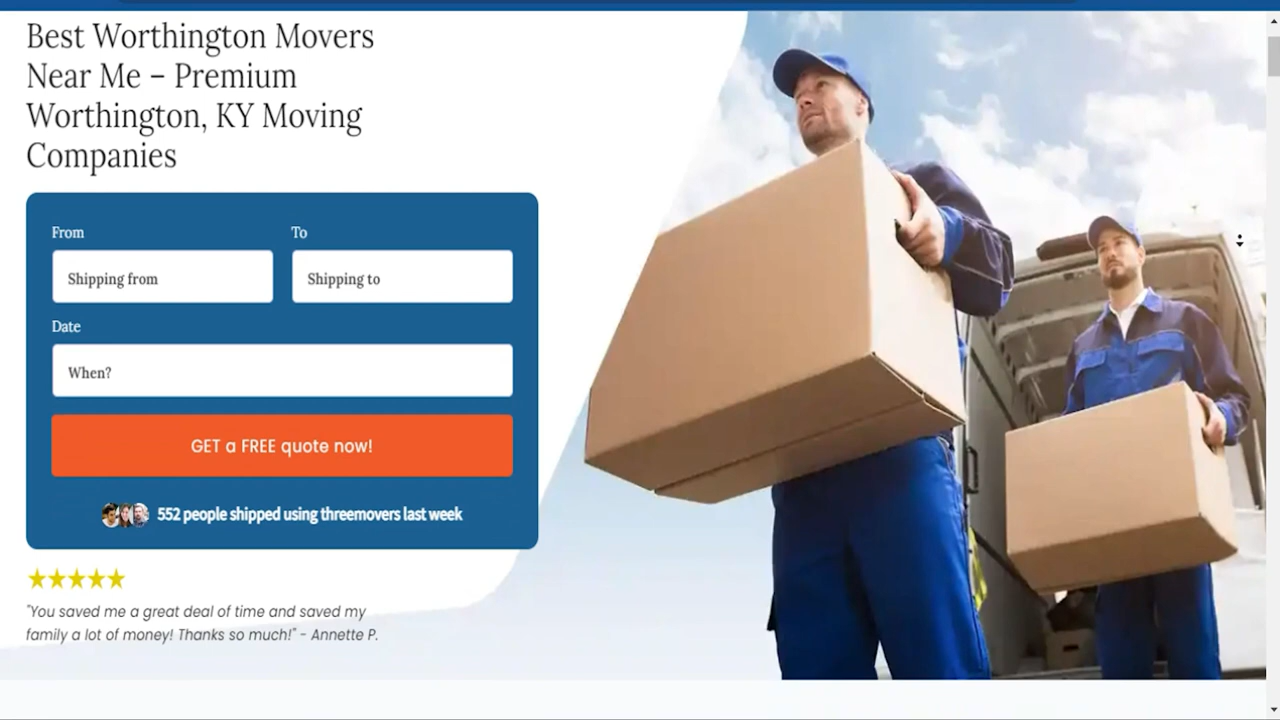 Best Worthington Movers
Near Me – Premium
Worthington, KY Moving
Companies
From
To
Shipping from
Shipping to
Date
When?
GET a FREE quote now!
552 people shipped using threemovers last week
"You saved me a great deal of time and saved my
family a lot of money! Thanks so much!" - Annette P.